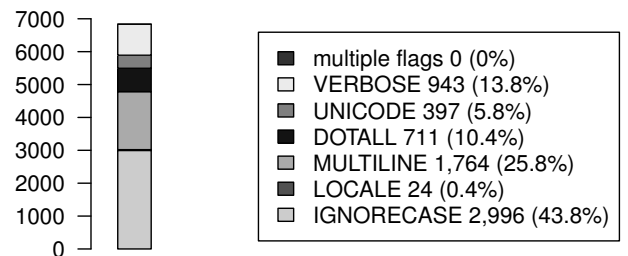 7000
6000
5000
4000
3000
2000
1000
0
multiple flags 0 (0%)
VERBOSE 943 (13.8%)
UNICODE 397 (5.8%)
DOTALL 711 (10.4%)
MULTILINE 1,764 (25.8%)
LOCALE 24 (0.4%)
IGNORECASE 2,996 (43.8%)